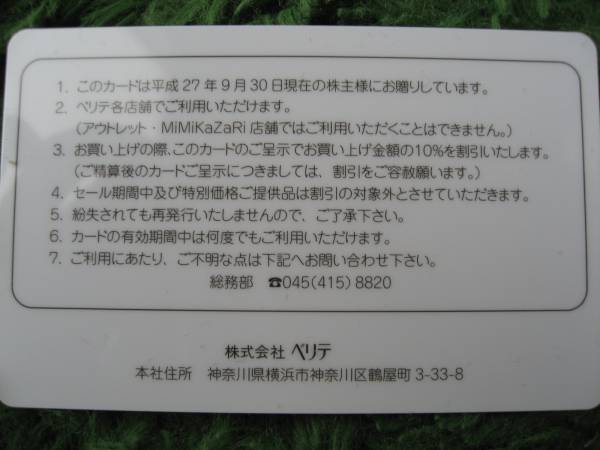 1. このカードは平成27年9月30日現在の株主様にお贈りしています。
2. ベリテ各店舗でご利用いただけます。
(アウトレット・MiMiKaZaRi 店舗ではご利用いただくことはできません。)
3. お買い上げの際、このカードのご呈示でお買い上げ金額の10%を割引いたします。
(ご精算後のカードご呈示につきましては、割引をご容赦願います。)
4. セール期間中及び特別価格ご提供品は割引の対象外とさせていただきます。
5. 紛失されても再発行いたしませんので、ご了承下さい。
6. カードの有効期間中は何度でもご利用いただけます。
7. ご利用にあたり、ご不明な点は下記へお問い合わせ下さい。
総務部 ☎045(415)8820
株式会社 ベリテ
本社住所 神奈川県横浜市神奈川区鶴屋町 3-33-8